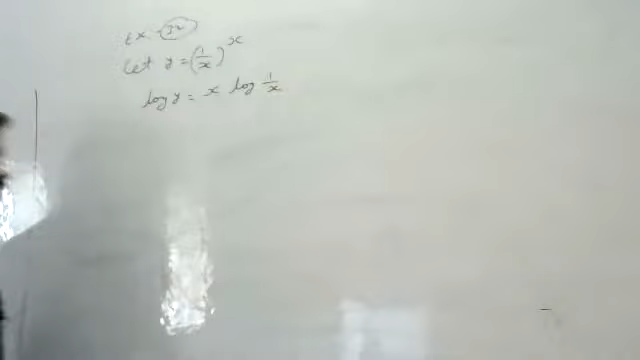 Ex -
Let y = (1/x)^x
log y = x log 1/x